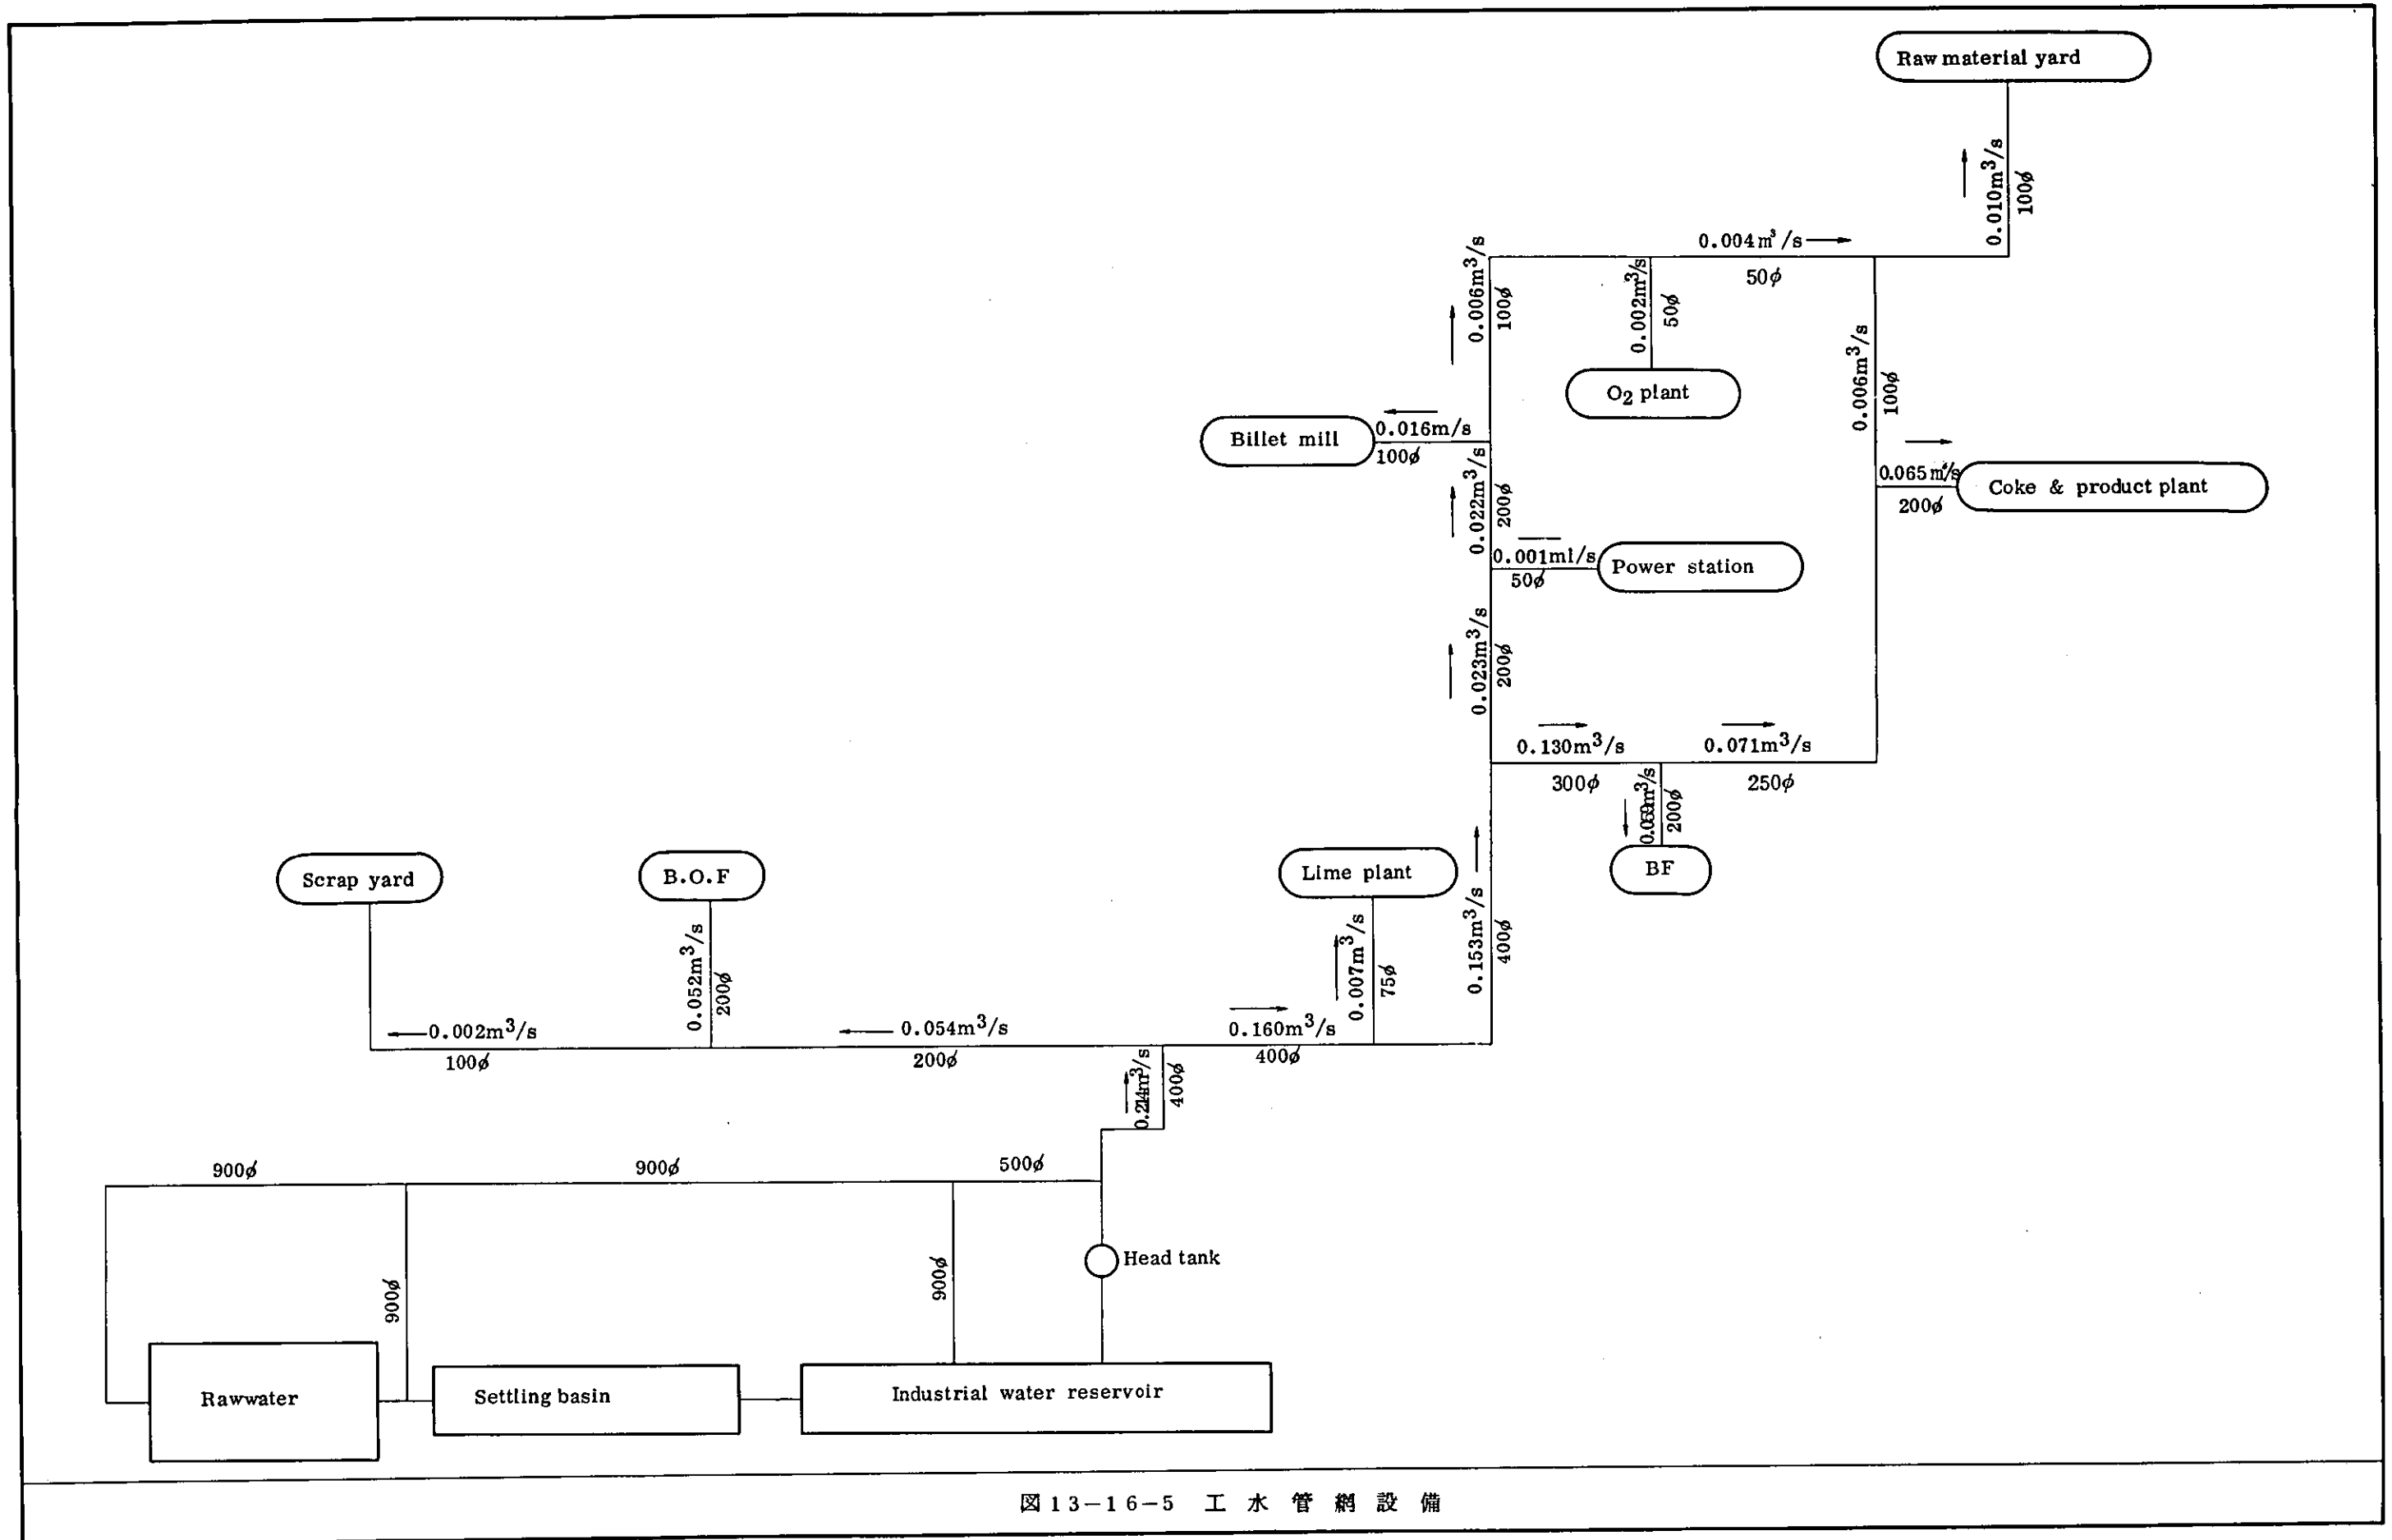 Raw material yard
0.010m³/s
100φ
0.004m³/s
50φ
0.006m³/s
100φ
0.002m³/s
50φ
O₂ plant
0.006m³/s
100φ
Billet mill
0.016m/s
100φ
0.022m³/s
200φ
0.065m³/s
200φ
Coke & product plant
0.001ml/s
50φ
Power station
0.023m³/s
200φ
0.130m³/s
300φ
0.071m³/s
250φ
0.059m³/s
200φ
BF
Scrap yard
B.O.F
Lime plant
0.052m³/s
200φ
0.007m³/s
75φ
0.153m³/s
400φ
0.002m³/s
100φ
0.054m³/s
200φ
0.160m³/s
400φ
0.214m³/s
400φ
900φ
900φ
500φ
900φ
900φ
Head tank
Rawwater
Settling basin
Industrial water reservoir
図13-16-5 工水管網設備